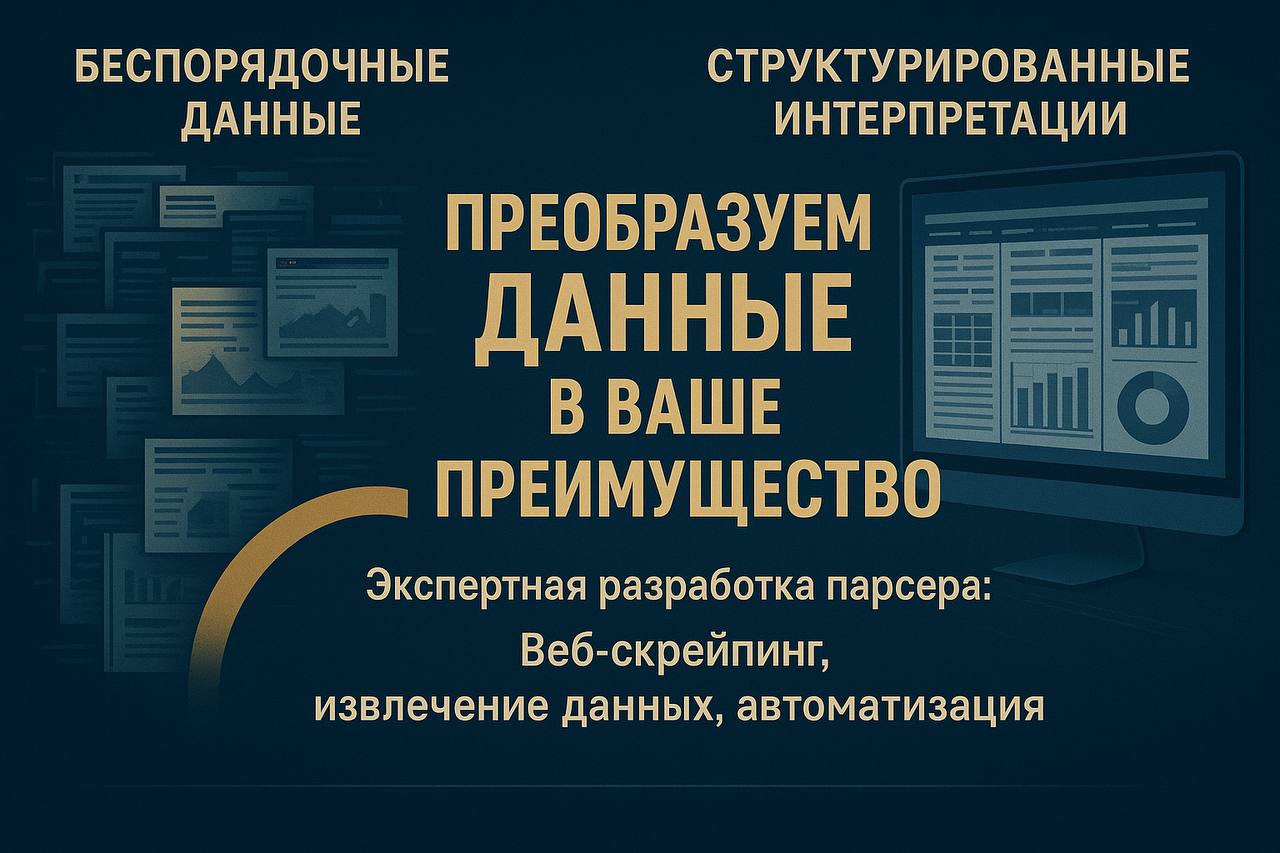 БЕСПОРЯДОЧНЫЕ
ДАННЫЕ
СТРУКТУРИРОВАННЫЕ
ИНТЕРПРЕТАЦИИ
ПРЕОБРАЗУЕМ
ДАННЫЕ
В ВАШЕ
ПРЕИМУЩЕСТВО
Экспертная разработка парсера:
Веб-скрейпинг,
извлечение данных, автоматизация